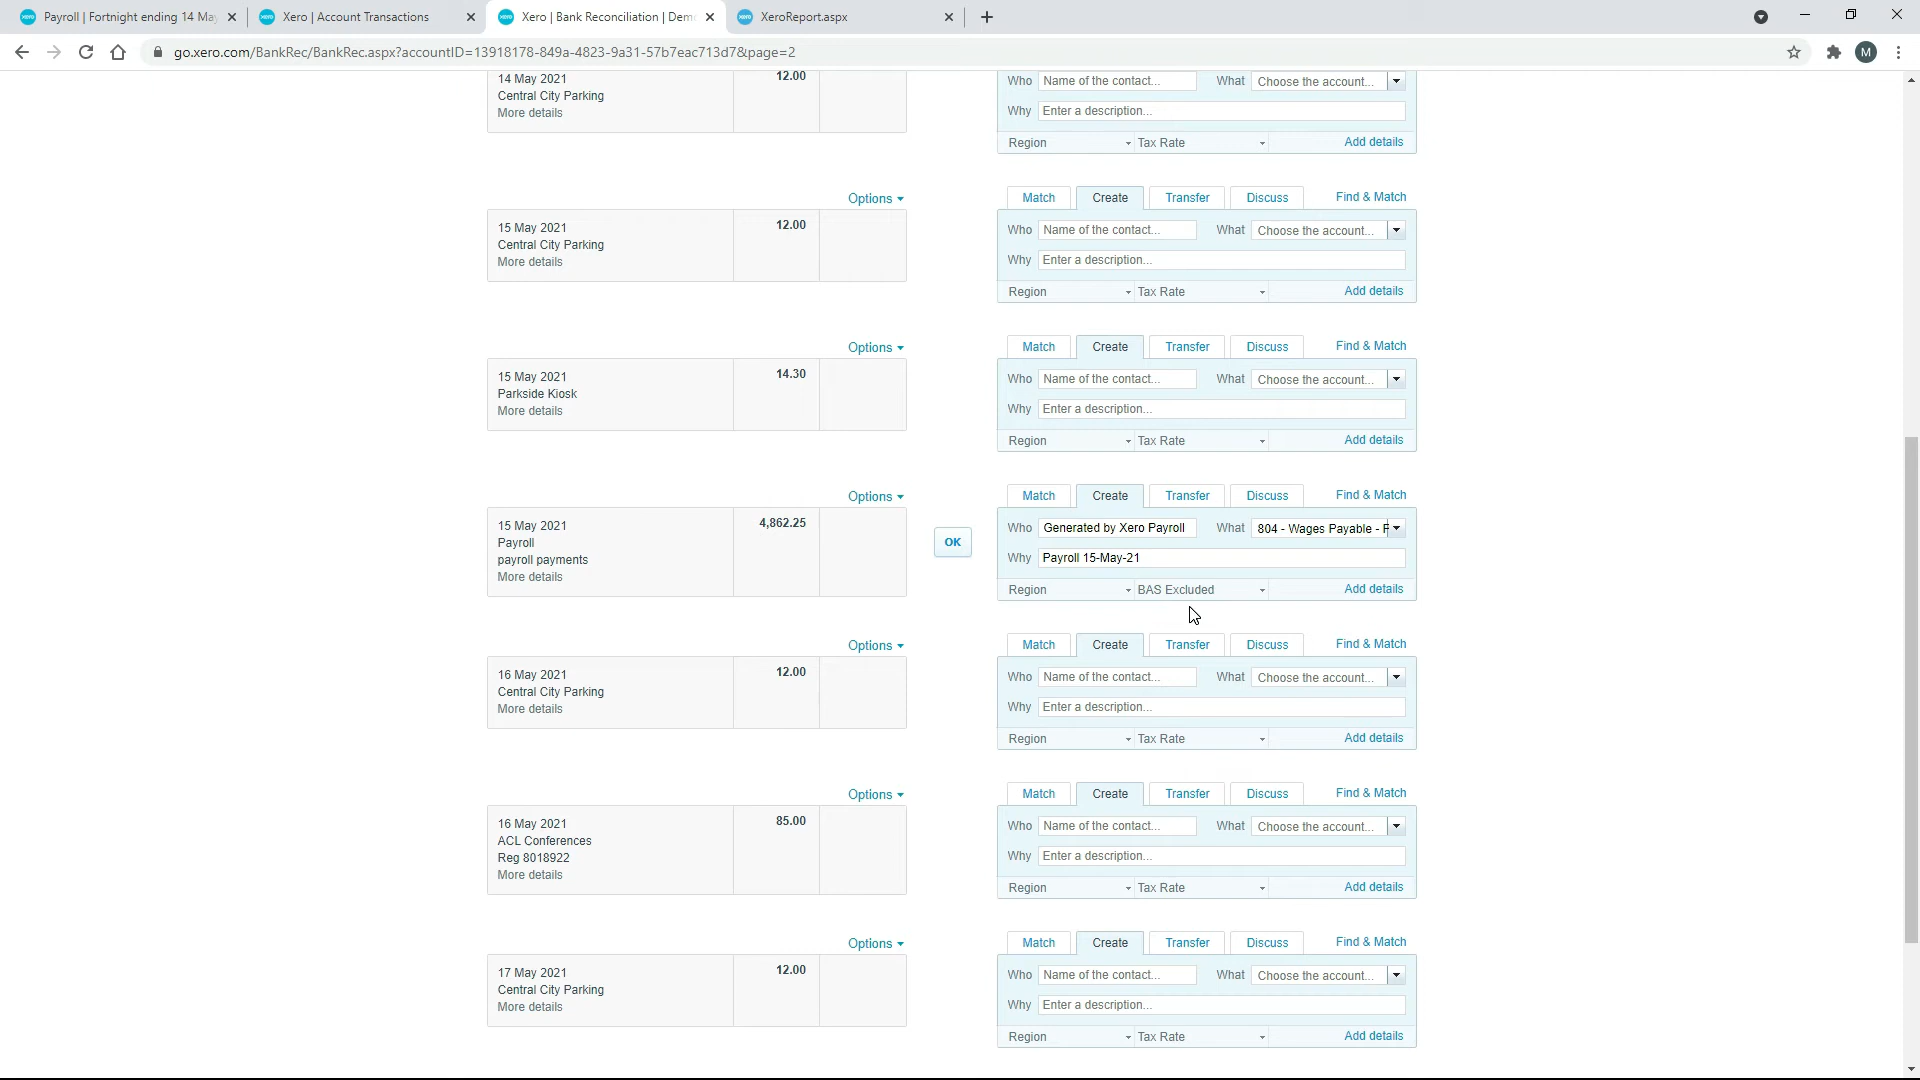 Payroll | Fortnight ending 14 May
Xero | Account Transactions
Xero | Bank Reconciliation | Dem
XeroReport.aspx
go.xero.com/BankRec/BankRec.aspx?accountID=13918178-849a-4823-9a31-57b7eac713d7&page=2
M
14 May 2021
12.00
Central City Parking
More details
Who Name of the contact... What Choose the account...
Why Enter a description...
Region Tax Rate Add details
Options
15 May 2021
12.00
Central City Parking
More details
Match Create Transfer Discuss Find & Match
Who Name of the contact... What Choose the account...
Why Enter a description...
Region Tax Rate Add details
Options
15 May 2021
14.30
Parkside Kiosk
More details
Match Create Transfer Discuss Find & Match
Who Name of the contact... What Choose the account...
Why Enter a description...
Region Tax Rate Add details
Options
15 May 2021
4,862.25
Payroll
payroll payments
More details
OK
Match Create Transfer Discuss Find & Match
Who Generated by Xero Payroll What 804 - Wages Payable - P
Why Payroll 15-May-21
Region BAS Excluded Add details
Options
16 May 2021
12.00
Central City Parking
More details
Match Create Transfer Discuss Find & Match
Who Name of the contact... What Choose the account...
Why Enter a description...
Region Tax Rate Add details
Options
16 May 2021
85.00
ACL Conferences
Reg 8018922
More details
Match Create Transfer Discuss Find & Match
Who Name of the contact... What Choose the account...
Why Enter a description...
Region Tax Rate Add details
Options
17 May 2021
12.00
Central City Parking
More details
Match Create Transfer Discuss Find & Match
Who Name of the contact... What Choose the account...
Why Enter a description...
Region Tax Rate Add details